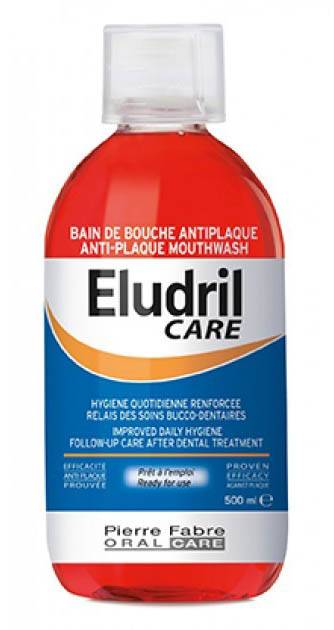 BAIN DE BOUCHE ANTIPLAQUE
ANTI-PLAQUE MOUTHWASH
Eludril
CARE
HYGIENE QUOTIDIENNE RENFORCEE
RELAIS DES SOINS BUCCO-DENTAIRES
IMPROVED DAILY HYGIENE
FOLLOW-UP CARE AFTER DENTAL TREATMENT
EFFICACITÉ
ANTI PLAQUE
PROUVÉE
Prêt à l'emploi
Ready for use
PROVEN
EFFICACY
AGAINST PLAQUE
500 ml ℮
Pierre Fabre
ORAL CARE